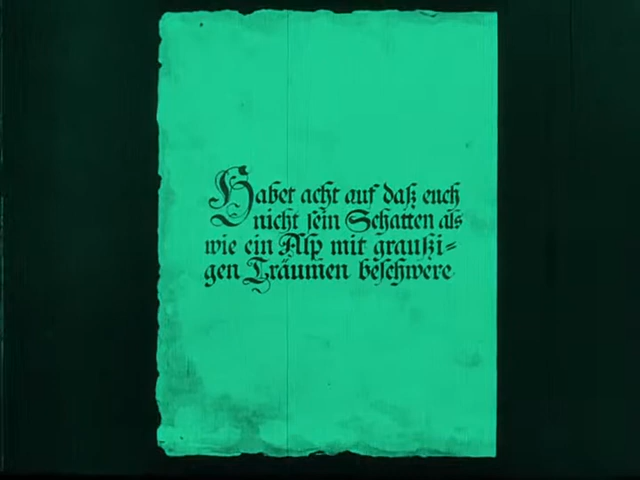 Habet acht auf daß euch
nicht sein Schatten als
wie ein Alp mit graußi=
gen Träumen beschwere